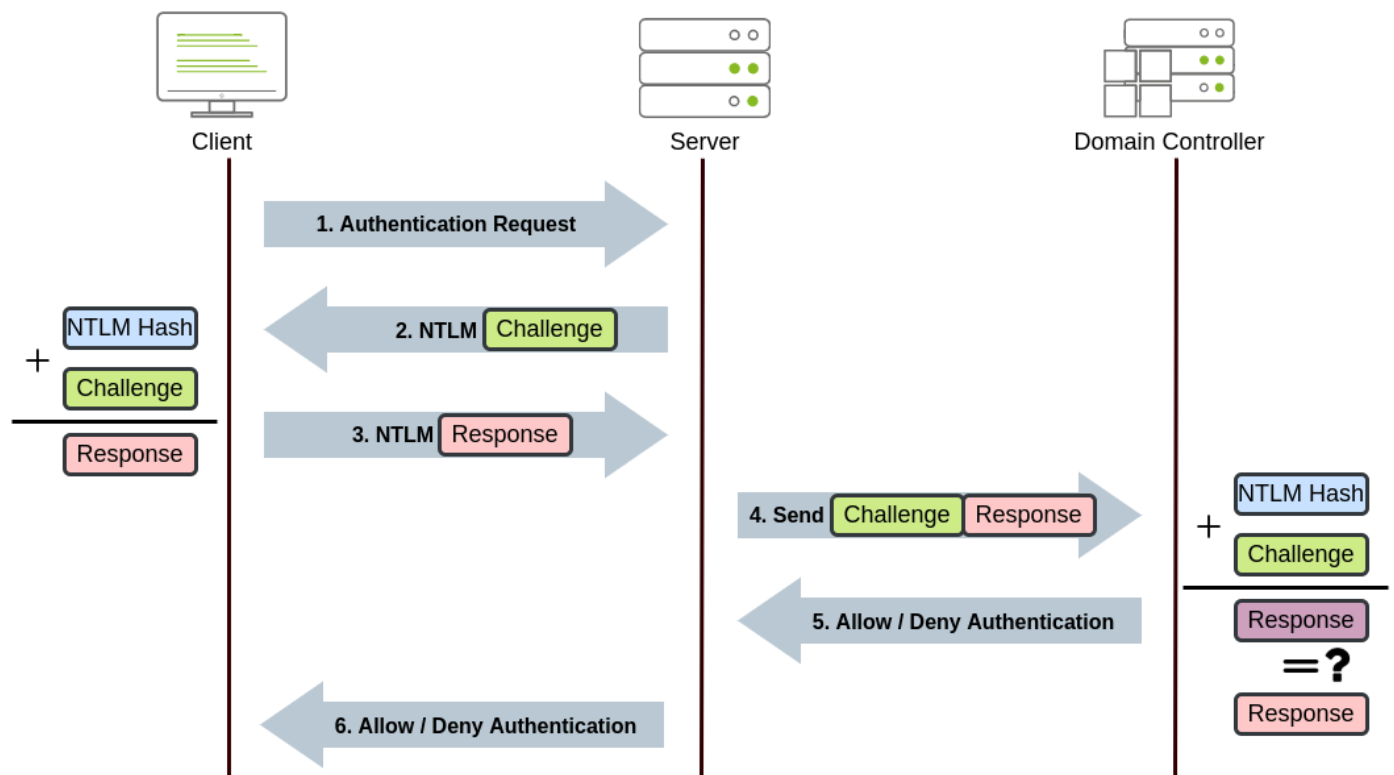 Client
Server
Domain Controller
1. Authentication Request
2. NTLM Challenge
NTLM Hash
+
Challenge
Response
3. NTLM Response
4. Send Challenge Response
NTLM Hash
+
Challenge
Response
=?
Response
5. Allow / Deny Authentication
6. Allow / Deny Authentication